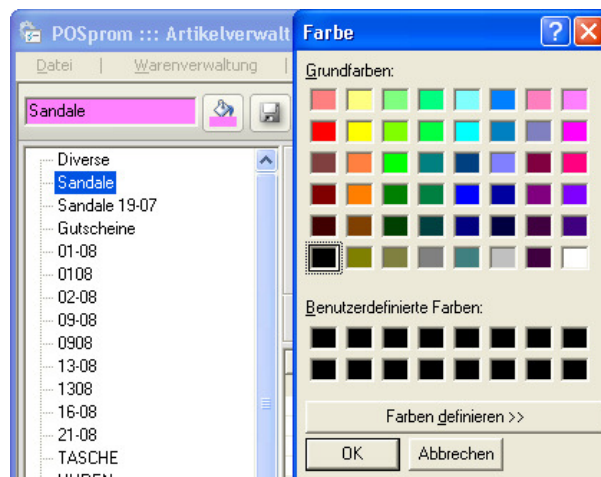 POSprom ::: Artikelverwalt
Datei | Warenverwaltung |
Sandale
Diverse
Sandale
Sandale 19-07
Gutscheine
01-08
0108
02-08
09-08
0908
13-08
1308
16-08
21-08
TASCHE
Farbe
Grundfarben:
Benutzerdefinierte Farben:
Farben definieren >>
OK Abbrechen